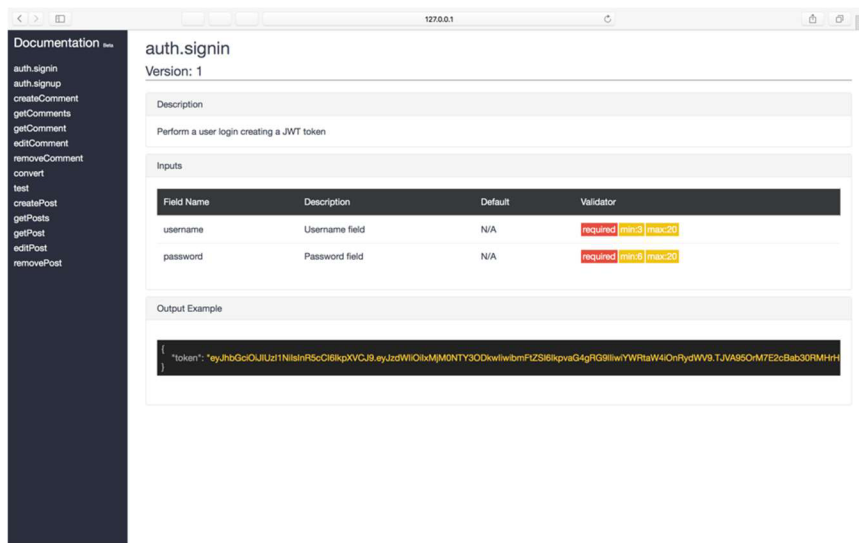 127.0.0.1
Documentation Beta
auth.signin
auth.signup
createComment
getComments
getComment
editComment
removeComment
convert
test
createPost
getPosts
getPost
editPost
removePost
auth.signin
Version: 1
Description
Perform a user login creating a JWT token
Inputs
Field Name Description Default Validator
username Username field N/A required min:3 max:20
password Password field N/A required min:6 max:20
Output Example
{
"token": "eyJhbGciOiJIUzI1NiIsInR5cCI6IkpXVCJ9.eyJzdWIiOiIxMjM0NTY3ODkwIiwibmFtZSI6IkpvaG4gRG9lIiwiYWRtaW4iOnRydWV9.TJVA95OrM7E2cBab30RMHrH
}